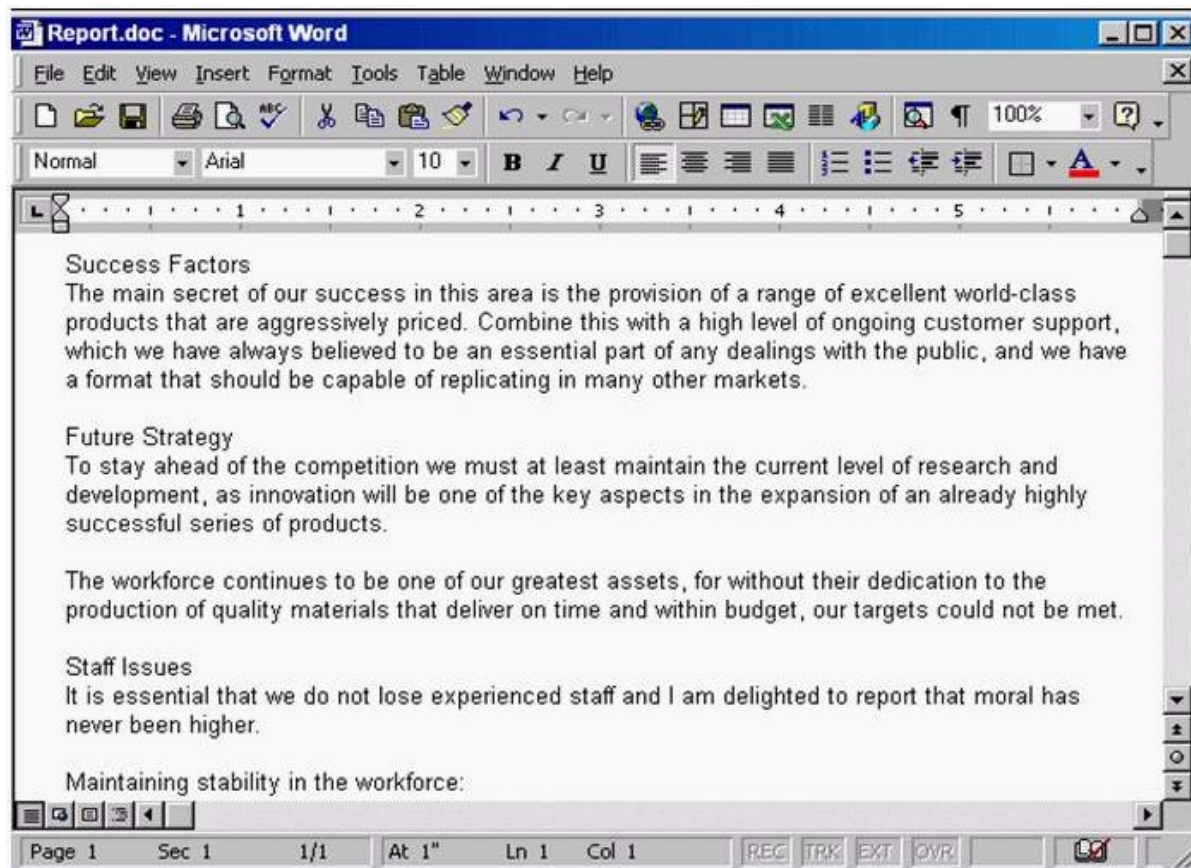 Report.doc - Microsoft Word
File Edit View Insert Format Tools Table Window Help
ABC 100%
Normal Arial 10 B I U A
1 2 3 4 5
Success Factors
The main secret of our success in this area is the provision of a range of excellent world-class
products that are aggressively priced. Combine this with a high level of ongoing customer support,
which we have always believed to be an essential part of any dealings with the public, and we have
a format that should be capable of replicating in many other markets.
Future Strategy
To stay ahead of the competition we must at least maintain the current level of research and
development, as innovation will be one of the key aspects in the expansion of an already highly
successful series of products.
The workforce continues to be one of our greatest assets, for without their dedication to the
production of quality materials that deliver on time and within budget, our targets could not be met.
Staff Issues
It is essential that we do not lose experienced staff and I am delighted to report that moral has
never been higher.
Maintaining stability in the workforce:
Page 1 Sec 1 1/1 At 1" Ln 1 Col 1 REC TRK EXT OVR